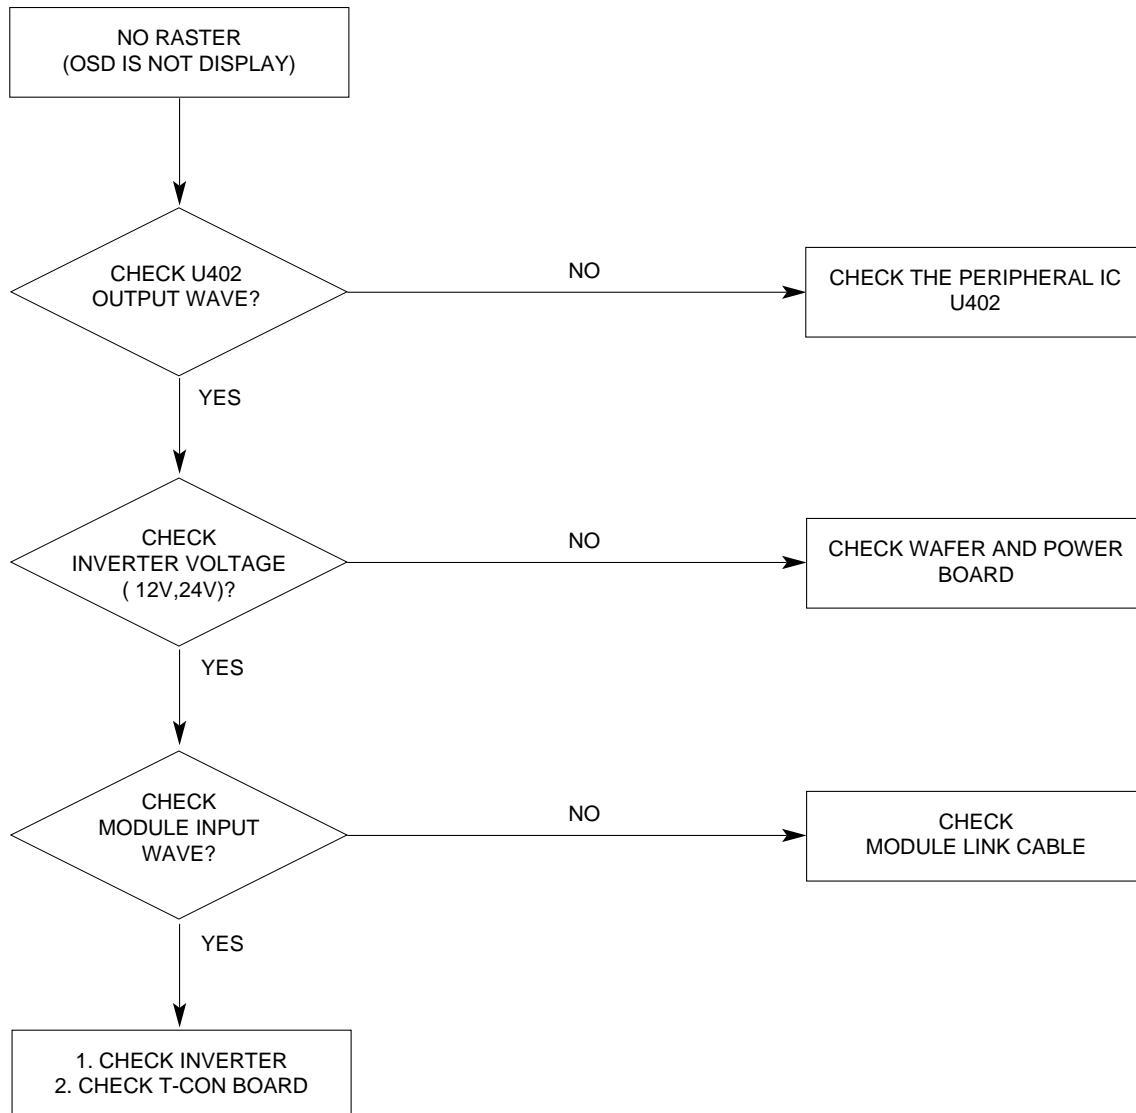 NO RASTER
(OSD IS NOT DISPLAY)
CHECK U402
OUTPUT WAVE?
NO
CHECK THE PERIPHERAL IC
U402
YES
CHECK
INVERTER VOLTAGE
( 12V,24V)?
NO
CHECK WAFER AND POWER
BOARD
YES
CHECK
MODULE INPUT
WAVE?
NO
CHECK
MODULE LINK CABLE
YES
1. CHECK INVERTER
2. CHECK T-CON BOARD